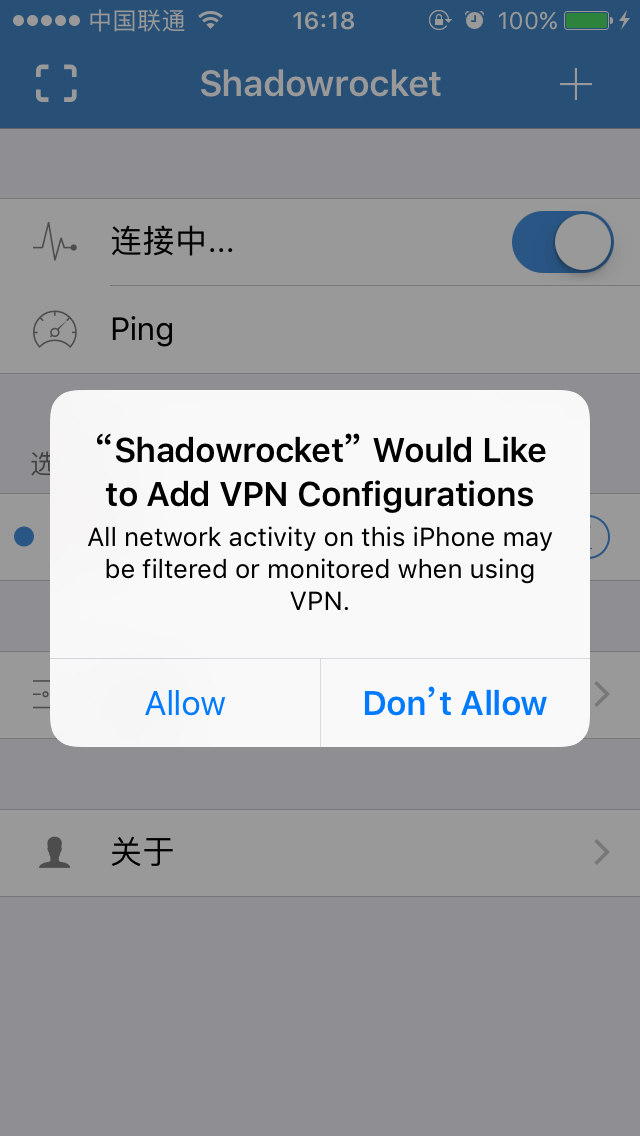 中国联通 16:18 100%
Shadowrocket
连接中...
Ping
选
“Shadowrocket” Would Like
to Add VPN Configurations
All network activity on this iPhone may
be filtered or monitored when using
VPN.
Allow Don’t Allow
关于